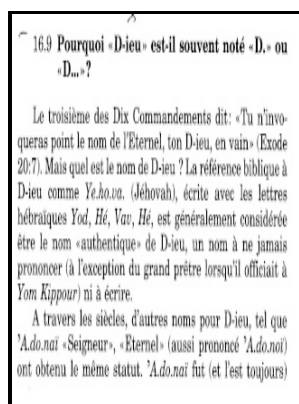 16.9 Pourquoi «D-ieu» est-il souvent noté «D.» ou
«D...»?
Le troisième des Dix Commandements dit: «Tu n'invo-
queras point le nom de l'Eternel, ton D-ieu, en vain» (Exode
20:7). Mais quel est le nom de D-ieu ? La référence biblique à
D-ieu comme Ye.ho.va. (Jéhovah), écrite avec les lettres
hébraïques Yod, Hé, Vav, Hé, est généralement considérée
être le nom «authentique» de D-ieu, un nom à ne jamais
prononcer (à l'exception du grand prêtre lorsqu'il officiait à
Yom Kippour) ni à écrire.
A travers les siècles, d'autres noms pour D-ieu, tel que
'A.do.naï «Seigneur», «Eternel» (aussi prononcé 'A.do.noï)
ont obtenu le même statut. 'A.do.naï fut (et l'est toujours)